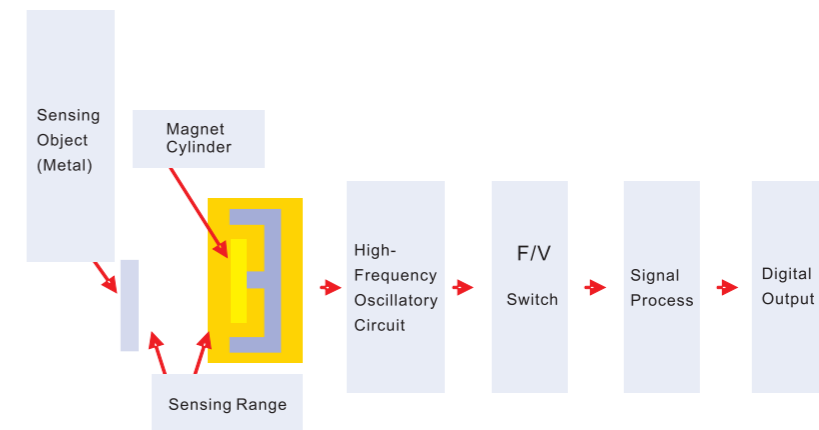 Sensing
Object
(Metal)
Magnet
Cylinder
Sensing Range
High-
Frequency
Oscillatory
Circuit
F/V
Switch
Signal
Process
Digital
Output